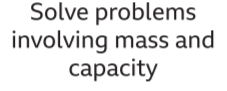 Solve problems
involving mass and
capacity